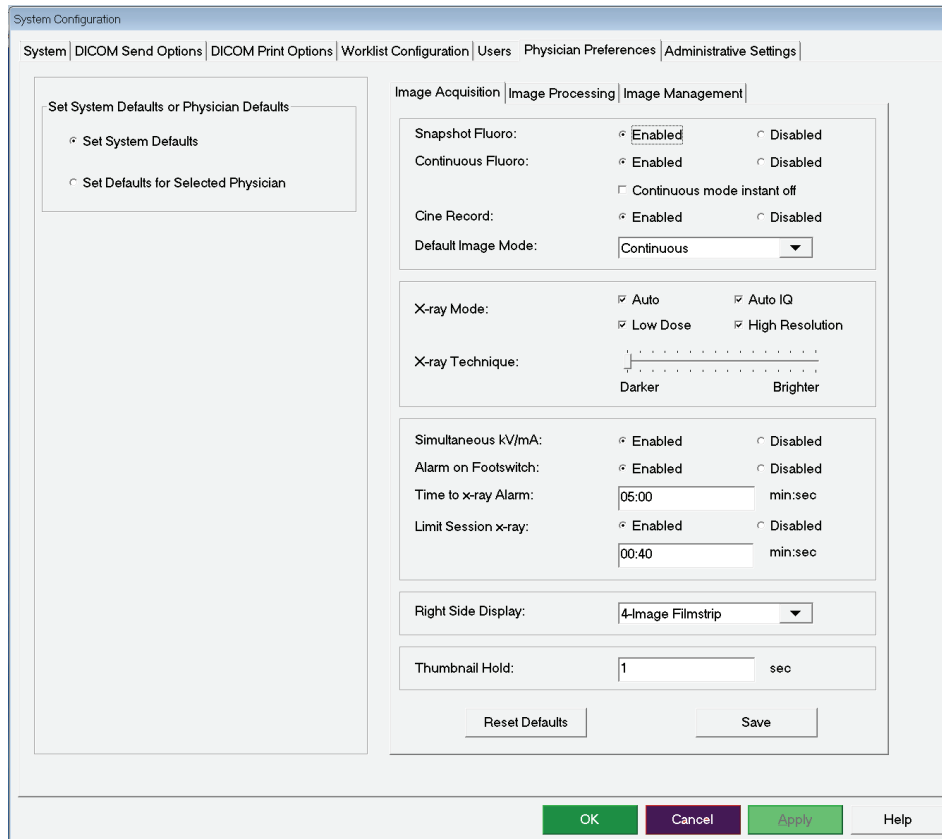 System Configuration
System DICOM Send Options DICOM Print Options Worklist Configuration Users Physician Preferences Administrative Settings
Set System Defaults or Physician Defaults
Set System Defaults
Set Defaults for Selected Physician
Image Acquisition Image Processing Image Management
Snapshot Fluoro: Enabled Disabled
Continuous Fluoro: Enabled Disabled
Continuous mode instant off
Cine Record: Enabled Disabled
Default Image Mode: Continuous
X-ray Mode: Auto Auto IQ
Low Dose High Resolution
X-ray Technique:
Darker Brighter
Simultaneous kV/mA: Enabled Disabled
Alarm on Footswitch: Enabled Disabled
Time to x-ray Alarm: 05:00 min:sec
Limit Session x-ray: Enabled Disabled
00:40 min:sec
Right Side Display: 4-Image Filmstrip
Thumbnail Hold: 1 sec
Reset Defaults Save
OK Cancel Apply Help